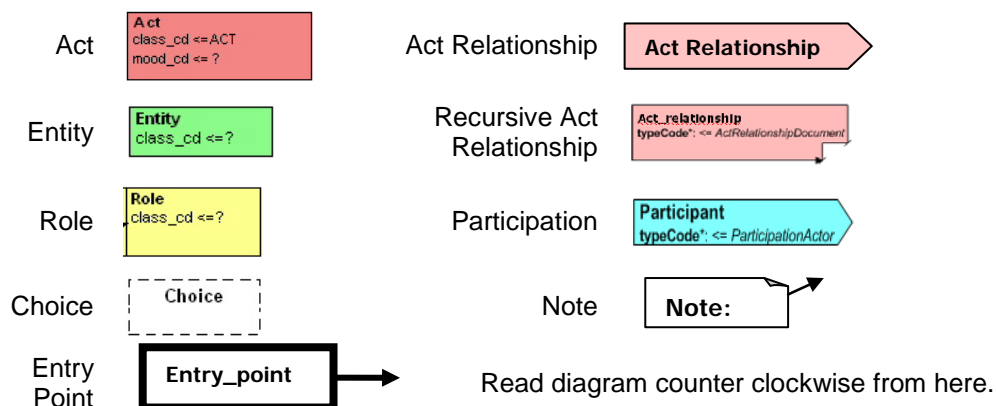 Act
Act
class_cd <=ACT
mood_cd <= ?
Act Relationship
Act Relationship
Entity
Entity
class_cd <=?
Recursive Act
Relationship
Act_relationship
typeCode*: <= ActRelationshipDocument
Role
Role
class_cd <=?
Participation
Participant
typeCode*: <= ParticipationActor
Choice
Choice
Note
Note:
Entry
Point
Entry_point
Read diagram counter clockwise from here.